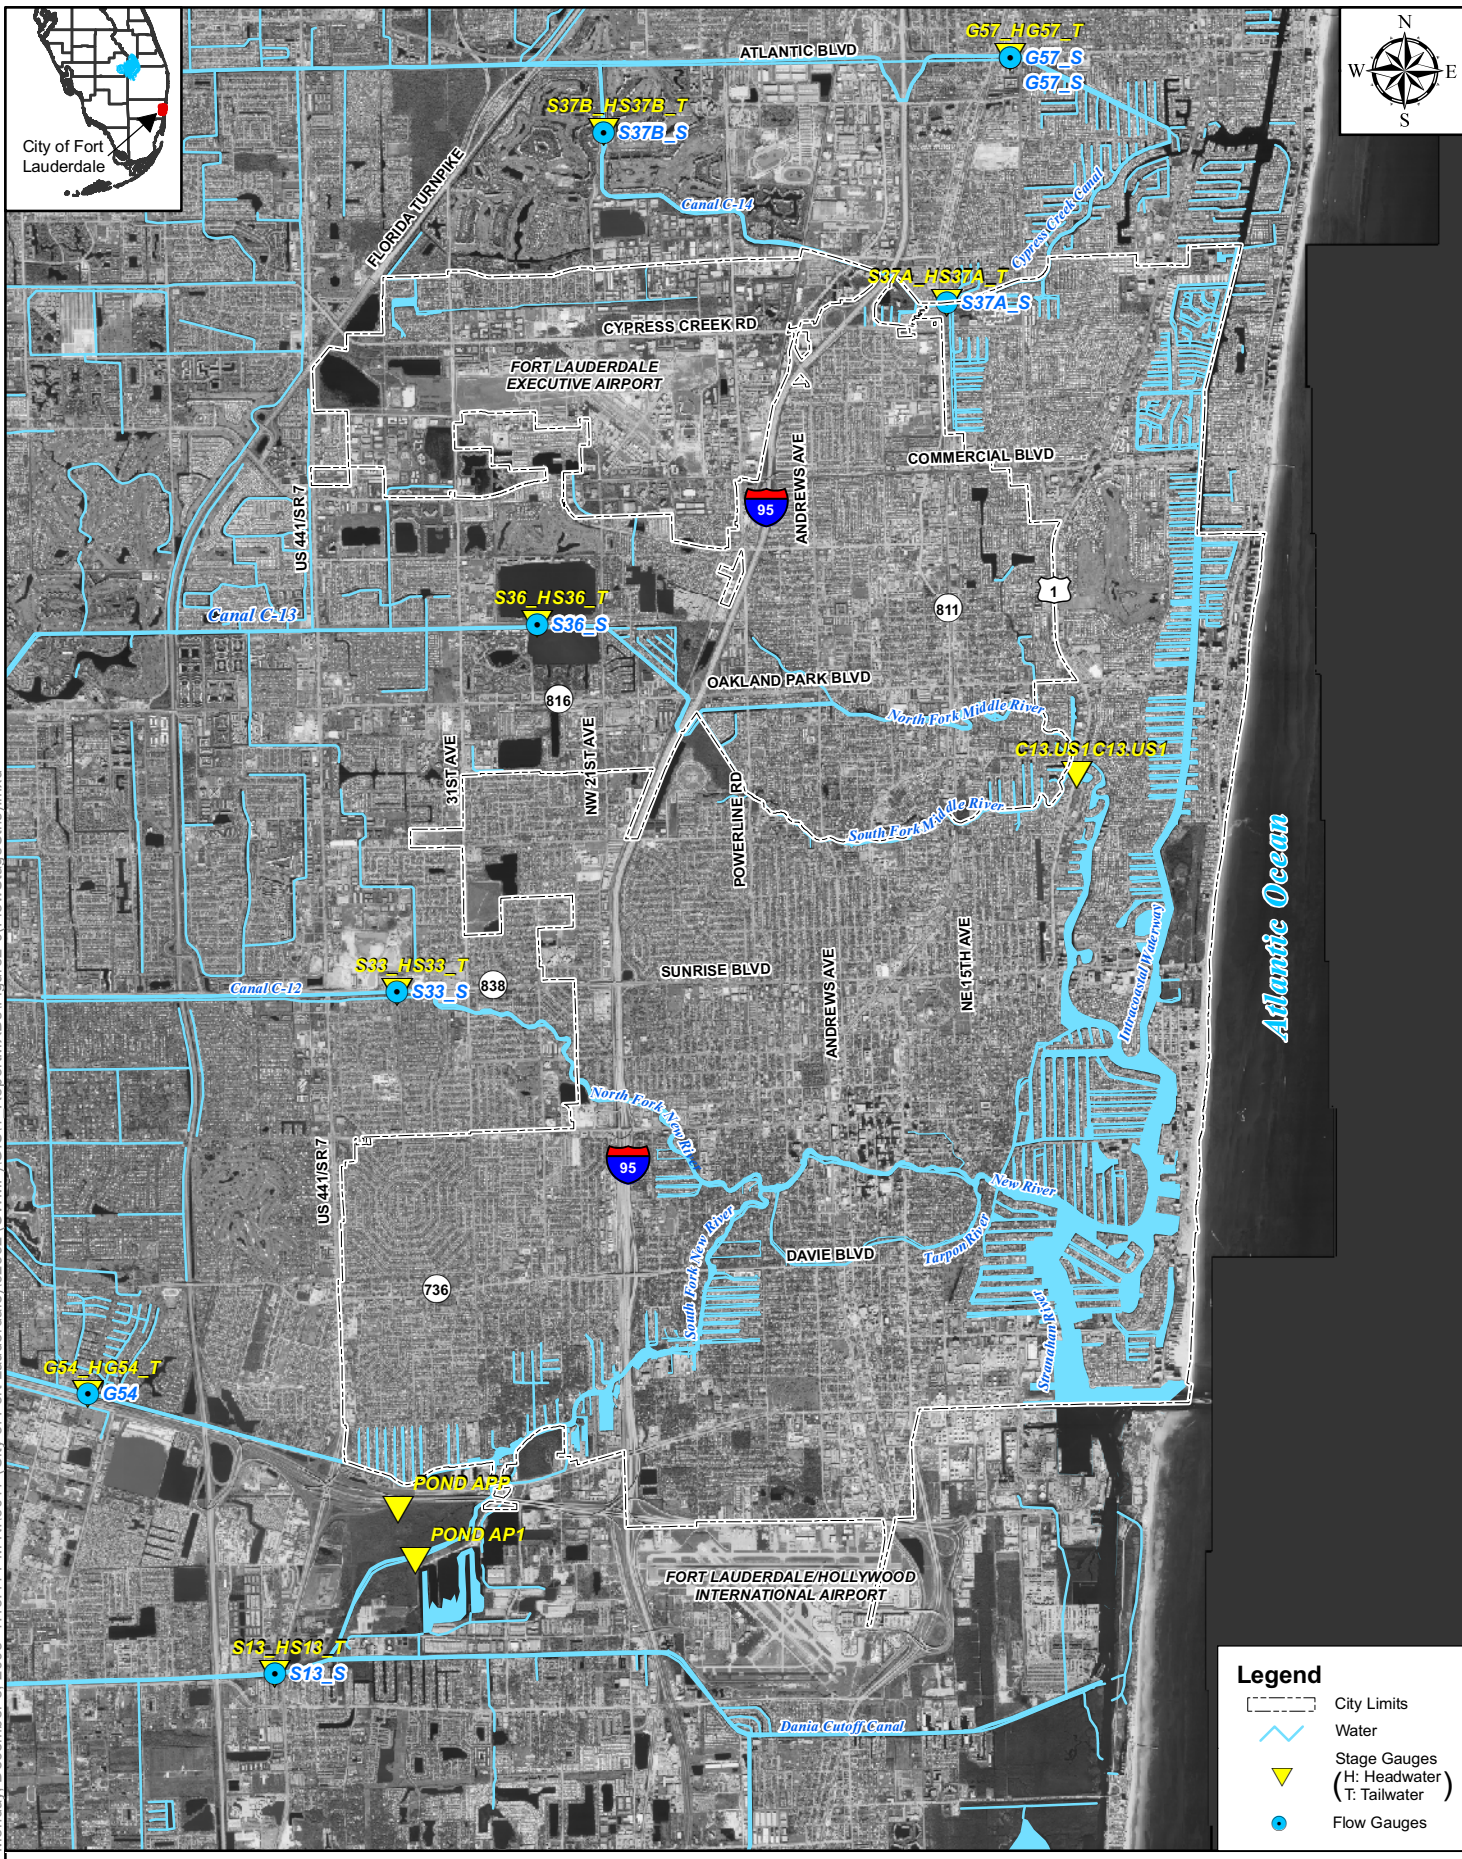 City of Fort
Lauderdale
N
W
E
S
ATLANTIC BLVD
G57_HG57_T
G57_S
G57_S
S37B_HS37B_T
S37B_S
FLORIDA TURNPIKE
Canal C-14
Cypress Creek Canal
S37A_HS37A_T
S37A_S
CYPRESS CREEK RD
FORT LAUDERDALE
EXECUTIVE AIRPORT
ANDREWS AVE
COMMERCIAL BLVD
US 441/SR 7
95
1
811
S36_HS36_T
S36_S
Canal C-13
816
OAKLAND PARK BLVD
North Fork Middle River
31ST AVE
NW 21ST AVE
POWERLINE RD
C13.US1C13.US1
South Fork Middle River
Atlantic Ocean
Intracoastal Waterway
NE 15TH AVE
ANDREWS AVE
SUNRISE BLVD
S33_HS33_T
S33_S
838
Canal C-12
North Fork New River
95
US 441/SR7
New River
South Fork New River
DAVIE BLVD
Tarpon River
736
Stranahan River
G54_HG54_T
G54
POND APP
POND AP1
FORT LAUDERDALE/HOLLYWOOD
INTERNATIONAL AIRPORT
S13_HS13_T
S13_S
Dania Cutoff Canal
Legend
City Limits
Water
Stage Gauges
(H: Headwater
T: Tailwater)
Flow Gauges